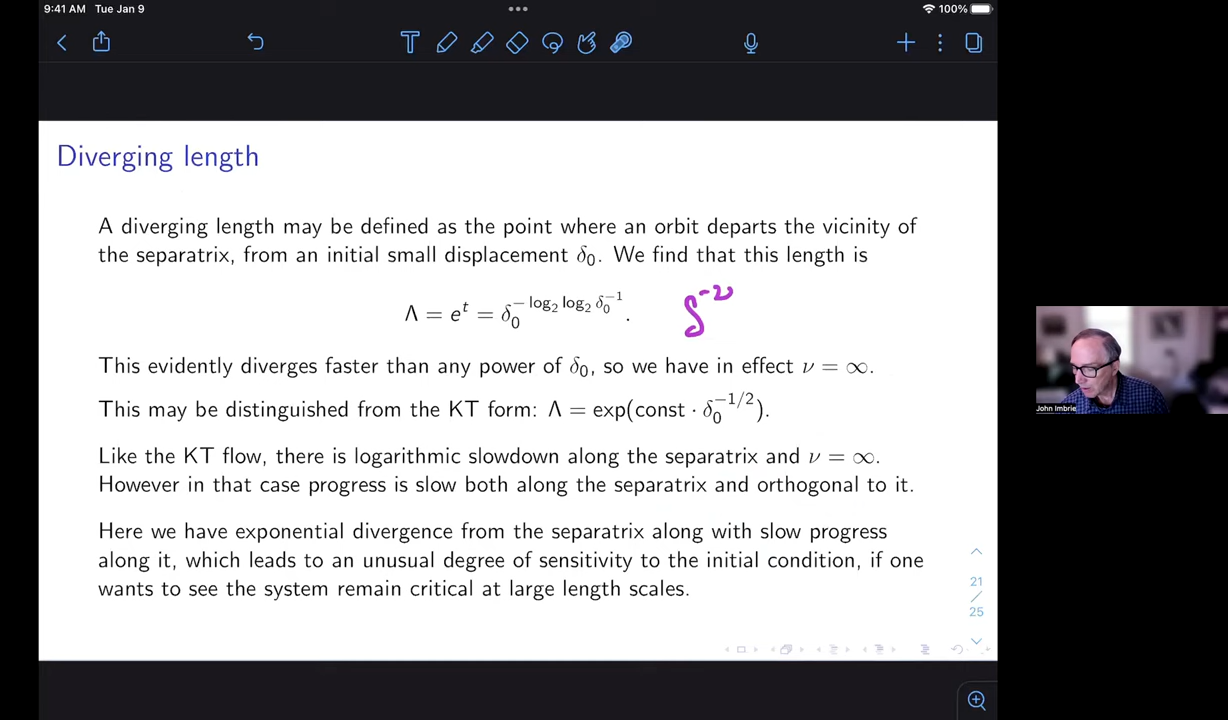 9:41 AM Tue Jan 9
100%
Diverging length
A diverging length may be defined as the point where an orbit departs the vicinity of
the separatrix, from an initial small displacement δ₀. We find that this length is
Λ = e^t = δ₀^{− log₂ log₂ δ₀^{−1}}.
δ^{-ν}
This evidently diverges faster than any power of δ₀, so we have in effect ν = ∞.
This may be distinguished from the KT form: Λ = exp(const · δ₀^{−1/2}).
Like the KT flow, there is logarithmic slowdown along the separatrix and ν = ∞.
However in that case progress is slow both along the separatrix and orthogonal to it.
Here we have exponential divergence from the separatrix along with slow progress
along it, which leads to an unusual degree of sensitivity to the initial condition, if one
wants to see the system remain critical at large length scales.
21
/
25
John Imbrie